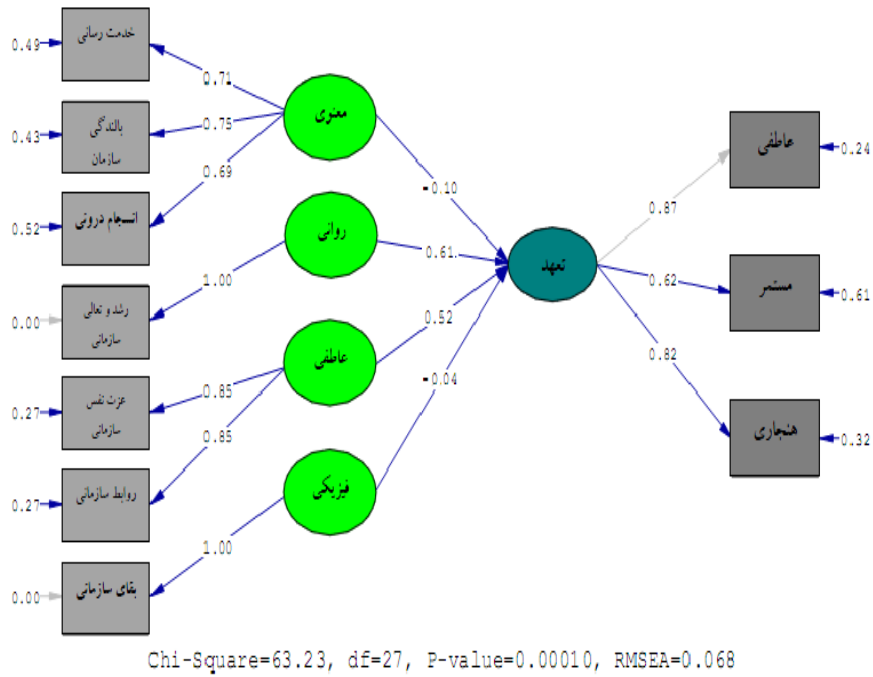 خدمت رسانی
0.49
0.71
بالندگی
سازمان
0.43
0.75
انسجام درونی
0.52
0.69
معنوی
-0.10
روانی
0.61
رشد و تعالی
سازمانی
0.00
1.00
عاطفی
0.52
عزت نفس
سازمانی
0.27
0.85
روابط سازمانی
0.27
0.85
فیزیکی
-0.04
بقای سازمانی
0.00
1.00
تعهد
عاطفی
0.87
0.24
مستمر
0.62
0.61
هنجاری
0.82
0.32
Chi-Square=63.23, df=27, P-value=0.00010, RMSEA=0.068